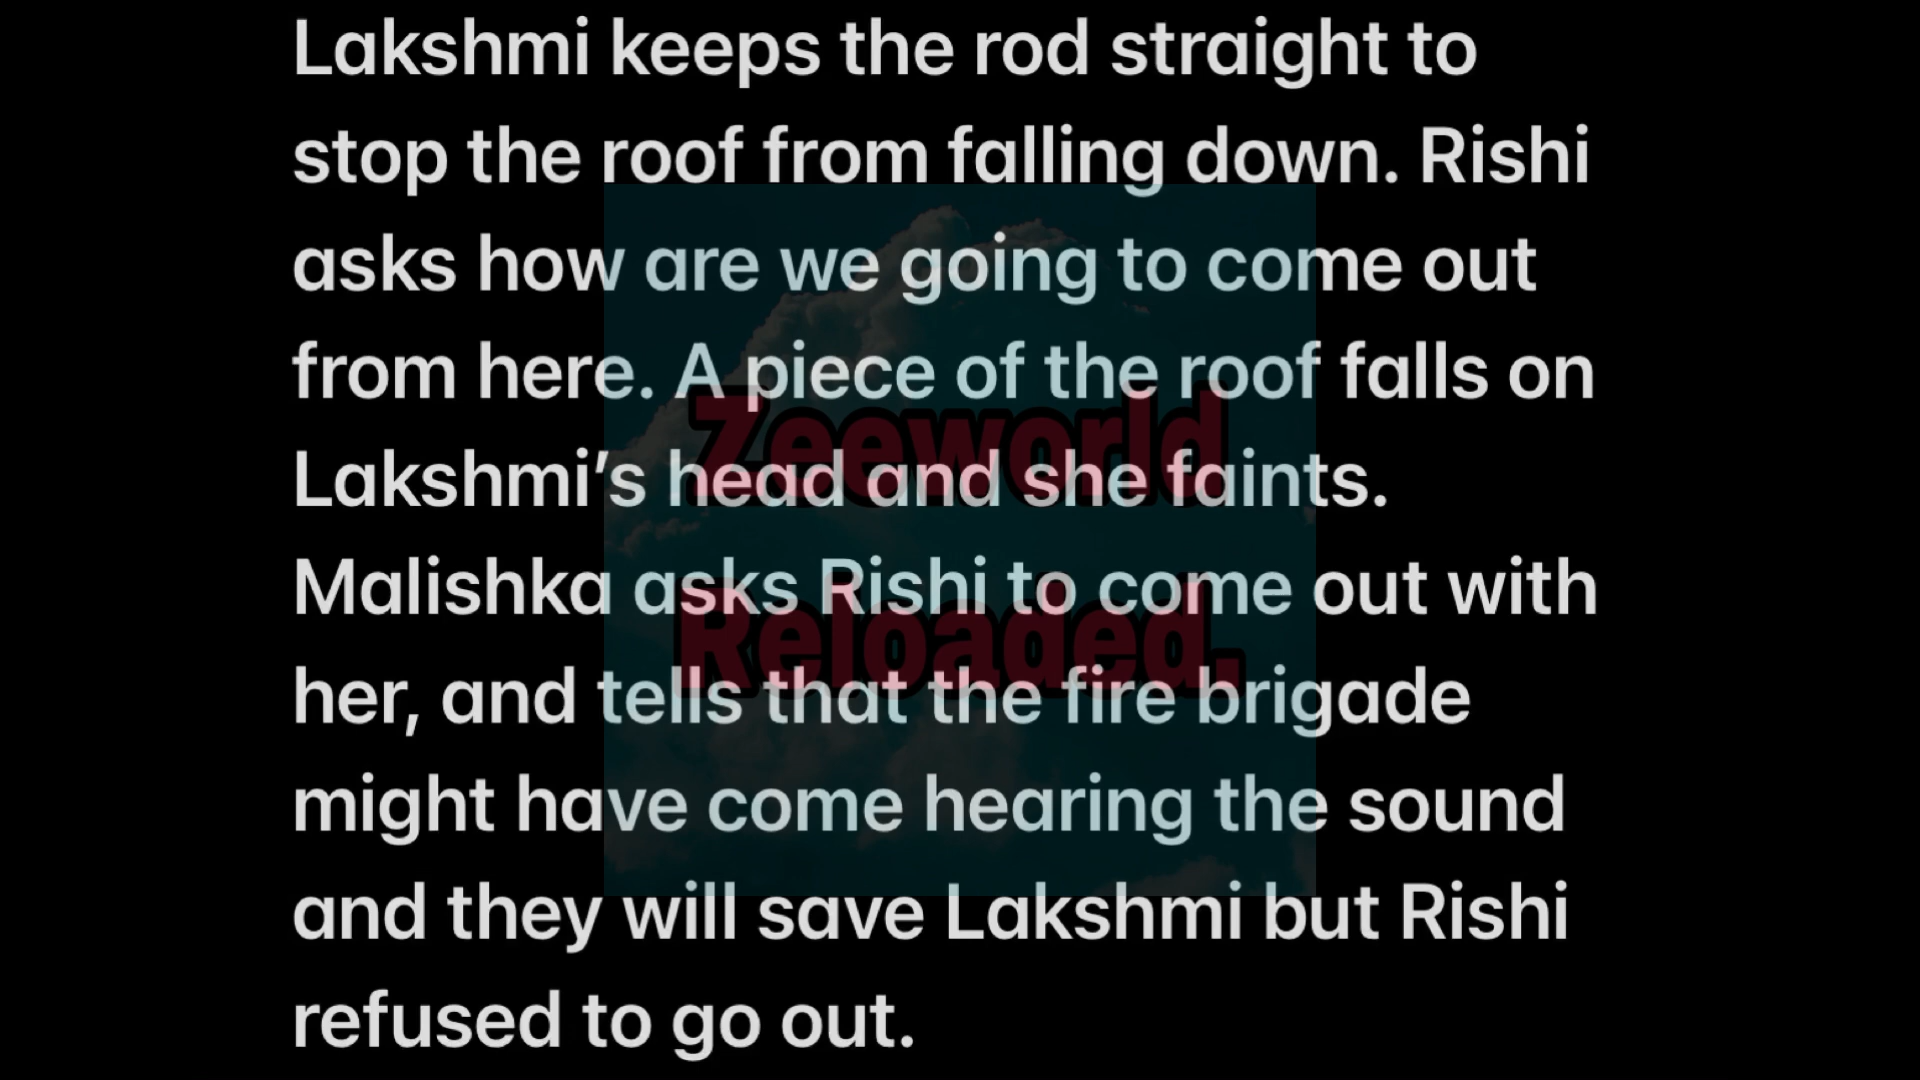 Lakshmi keeps the rod straight to
stop the roof from falling down. Rishi
asks how are we going to come out
from here. A piece of the roof falls on
Lakshmi’s head and she faints.
Malishka asks Rishi to come out with
her, and tells that the fire brigade
might have come hearing the sound
and they will save Lakshmi but Rishi
refused to go out.
Zeeworld
Reloaded.